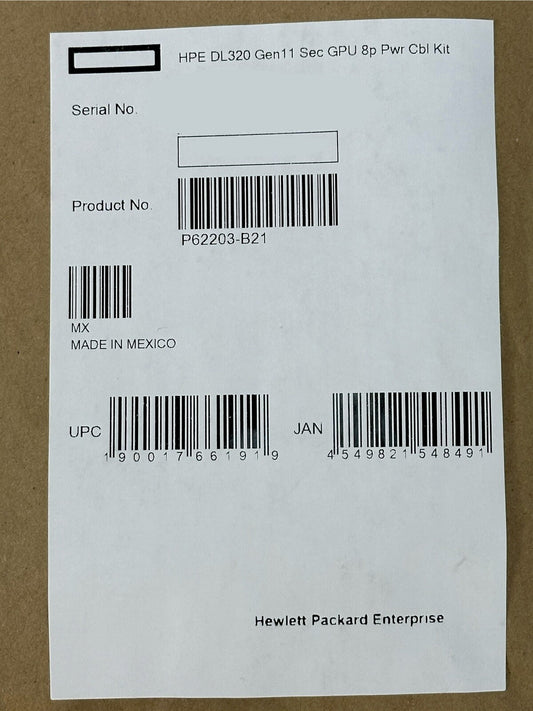 HPE DL320 Gen11 Sec GPU 8p Pwr Cbl Kit
Serial No.
Product No.
P62203-B21
MX
MADE IN MEXICO
UPC
190017661919
JAN
4549821548491
Hewlett Packard Enterprise